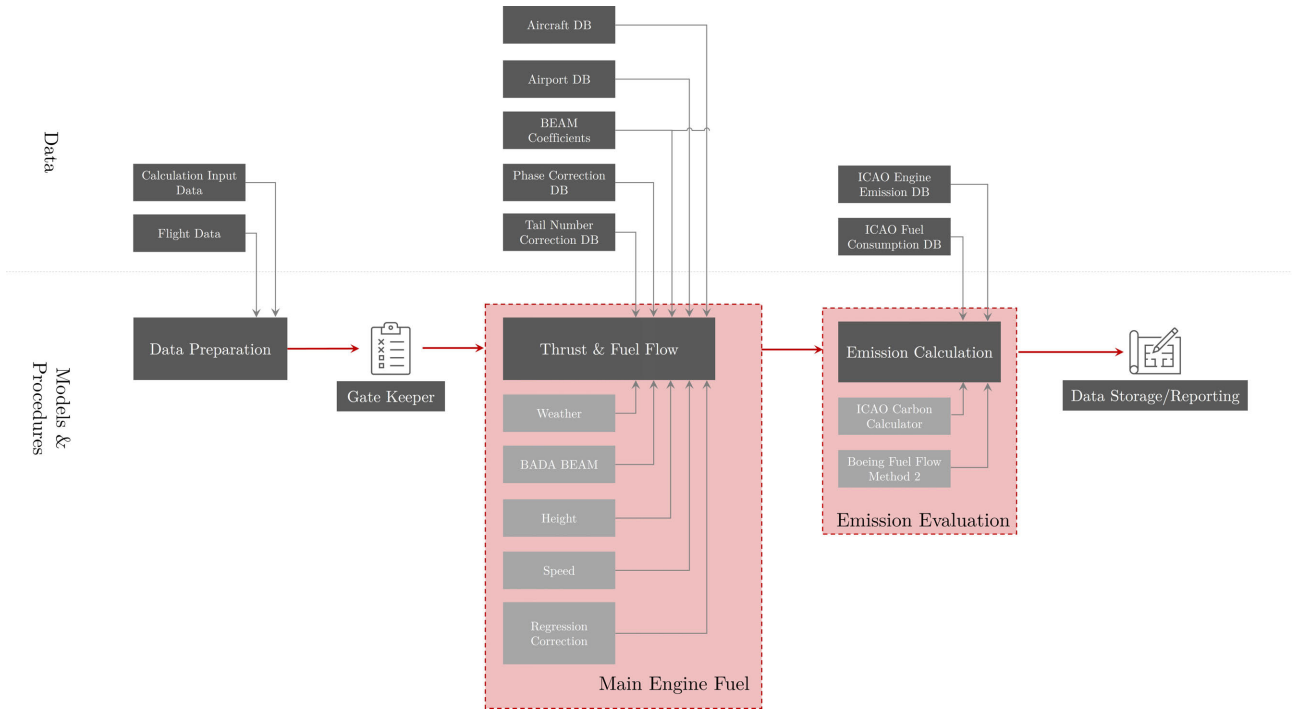 Data
Aircraft DB
Airport DB
BEAM
Coefficients
Phase Correction
DB
Tail Number
Correction DB
Calculation Input
Data
Flight Data
ICAO Engine
Emission DB
ICAO Fuel
Consumption DB
Models &
Procedures
Data Preparation
Gate Keeper
Thrust & Fuel Flow
Weather
BADA BEAM
Height
Speed
Regression
Correction
Main Engine Fuel
Emission Calculation
ICAO Carbon
Calculator
Boeing Fuel Flow
Method 2
Emission Evaluation
Data Storage/Reporting